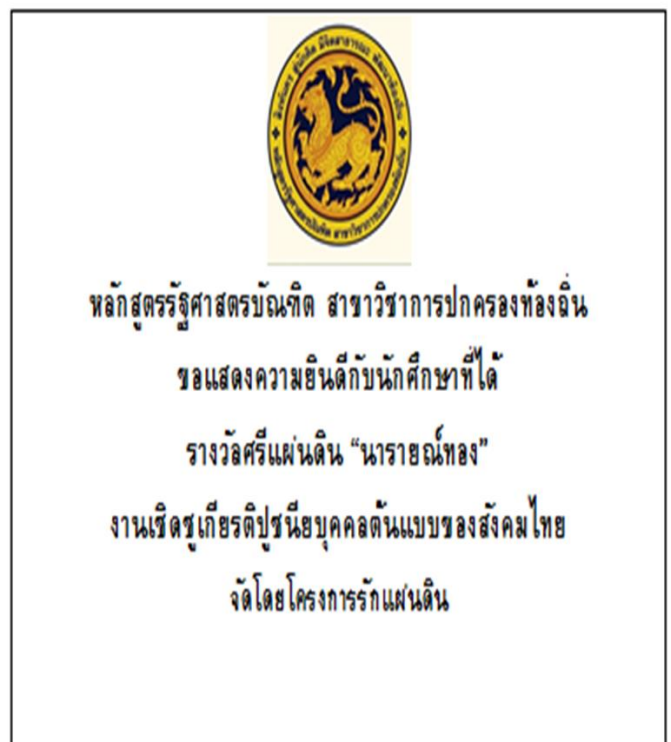 หลักสูตรรัฐศาสตรบัณฑิต สาขาวิชาการปกครองท้องถิ่น
ขอแสดงความยินดีกับนักศึกษาที่ได้
รางวัลศรีแผ่นดิน “นารายณ์ทอง”
งานเชิดชูเกียรติปูชนียบุคคลต้นแบบของสังคมไทย
จัดโดยโครงการรักแผ่นดิน